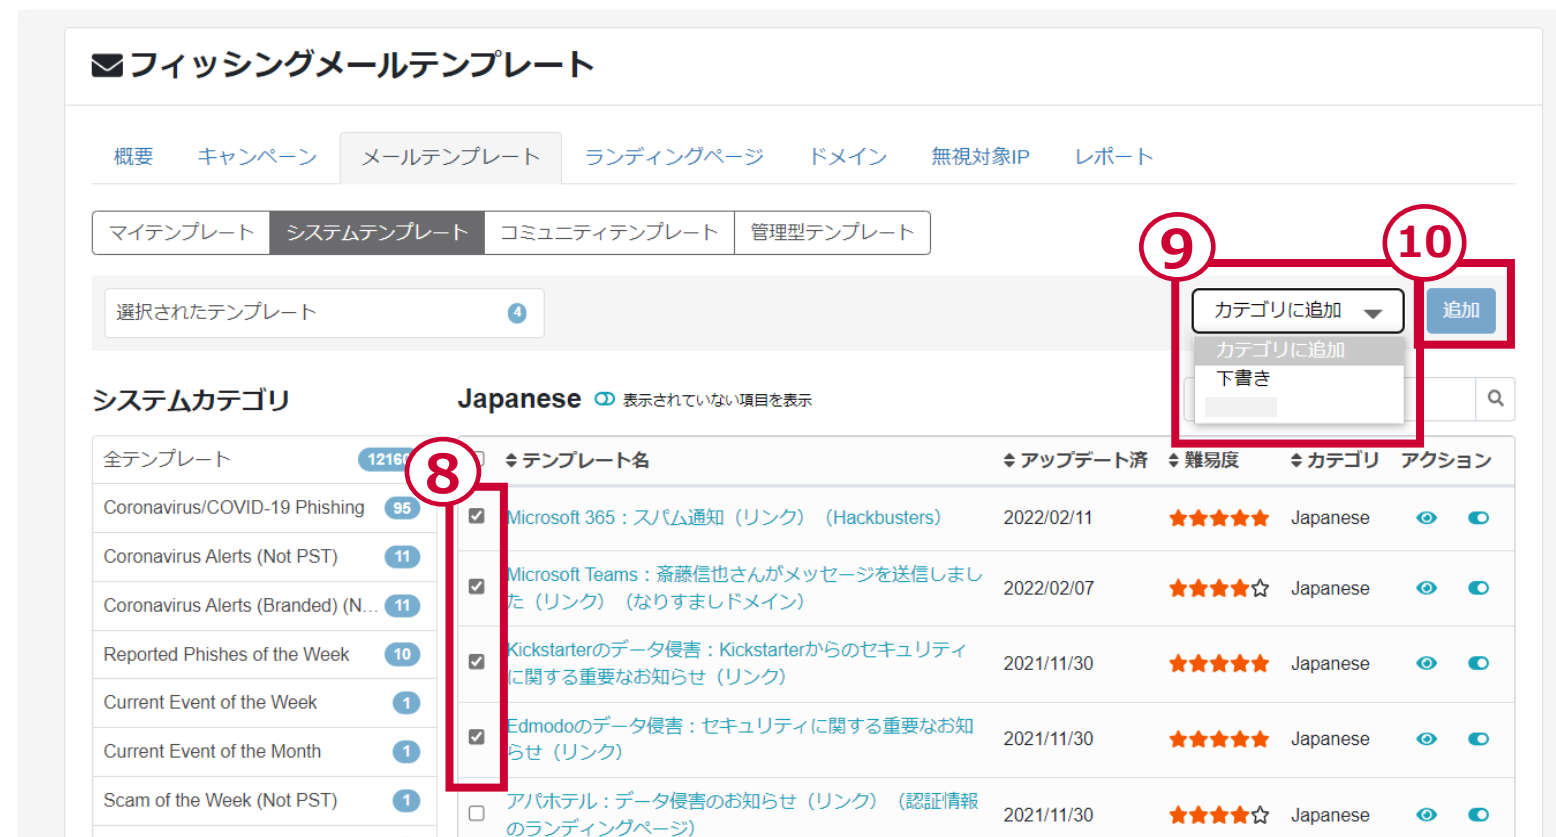 フィッシングメールテンプレート
概要 キャンペーン メールテンプレート ランディングページ ドメイン 無視対象IP レポート
マイテンプレート システムテンプレート コミュニティテンプレート 管理型テンプレート
⑨ ⑩
選択されたテンプレート 4
カテゴリに追加 追加
カテゴリに追加
下書き
システムカテゴリ
Japanese 表示されていない項目を表示
⑧
全テンプレート
テンプレート名 アップデート済 難易度 カテゴリ アクション
Coronavirus/COVID-19 Phishing 95
Coronavirus Alerts (Not PST) 11
Coronavirus Alerts (Branded) (N... 11
Reported Phishes of the Week 10
Current Event of the Week 1
Current Event of the Month 1
Scam of the Week (Not PST) 1
Microsoft 365：スパム通知（リンク）（Hackbusters） 2022/02/11 Japanese
Microsoft Teams：斎藤信也さんがメッセージを送信しまし
た（リンク）（なりすましドメイン） 2022/02/07 Japanese
Kickstarterのデータ侵害：Kickstarterからのセキュリティ
に関する重要なお知らせ（リンク） 2021/11/30 Japanese
Edmodoのデータ侵害：セキュリティに関する重要なお知
らせ（リンク） 2021/11/30 Japanese
アパホテル：データ侵害のお知らせ（リンク）（認証情報
のランディングページ） 2021/11/30 Japanese